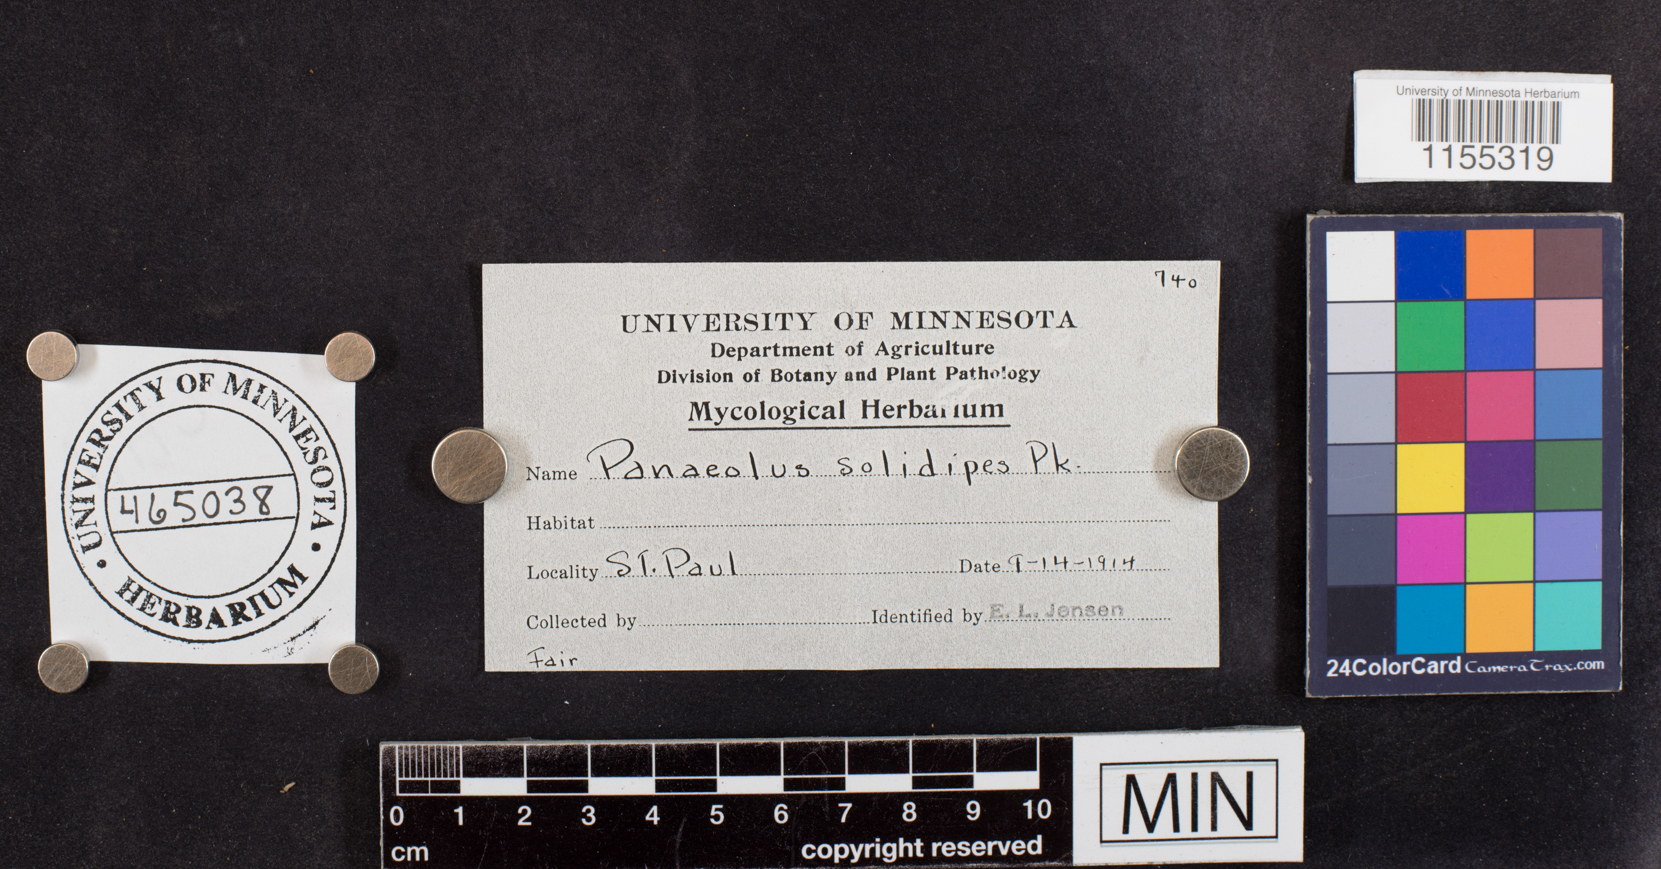 University of Minnesota Herbarium
1155319
740
UNIVERSITY OF MINNESOTA
Department of Agriculture
Division of Botany and Plant Pathology
Mycological Herbarium
Name Panaeolus solidipes Pk.
Habitat
Locality St. Paul Date 9-14-1914
Collected by Identified by E. L. Jensen
Fair
UNIVERSITY OF MINNESOTA
465038
• HERBARIUM •
24ColorCard CameraTrax.com
0 1 2 3 4 5 6 7 8 9 10
cm copyright reserved
MIN